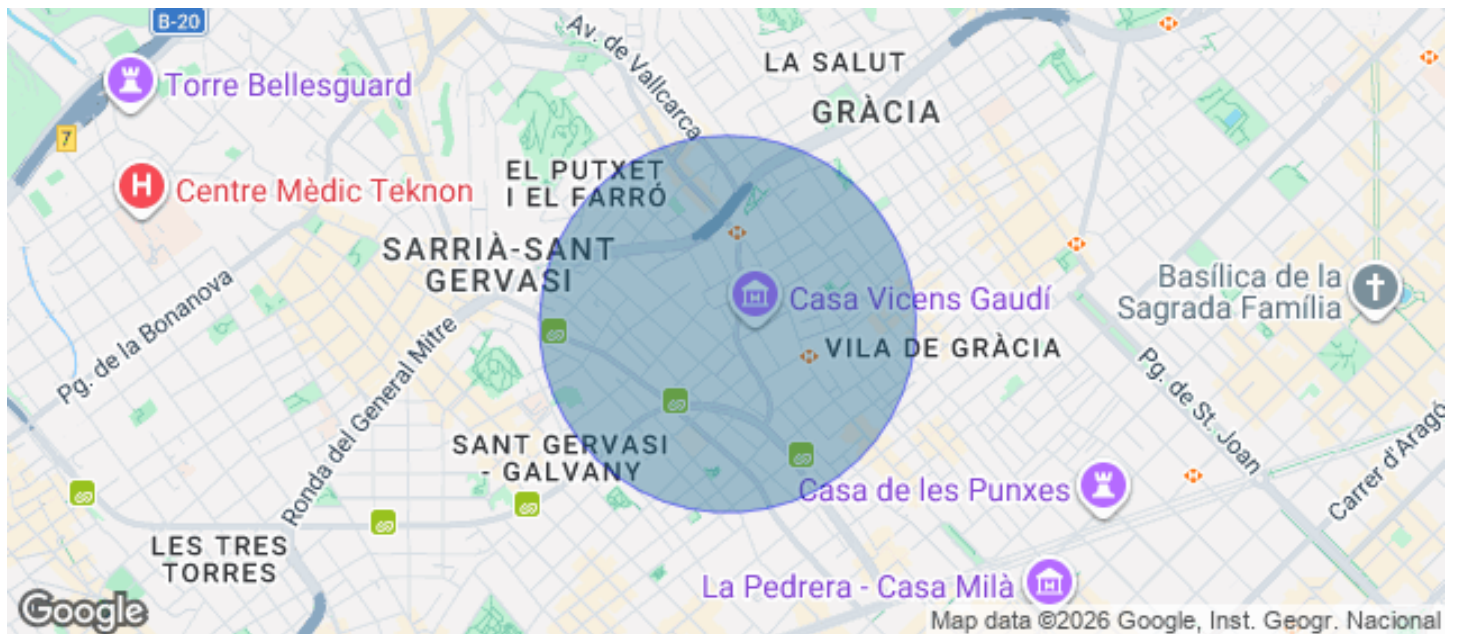 B-20
Av. de Vallcarca
LA SALUT
Torre Bellesguard
GRÀCIA
7
EL PUTXET
I EL FARRÓ
H
Centre Mèdic Teknon
SARRIÀ-SANT
GERVASI
Basílica de la
Sagrada Família
Casa Vicens Gaudí
Pg. de la Bonanova
VILA DE GRÀCIA
Ronda del General Mitre
Pg. de St. Joan
SANT GERVASI
- GALVANY
Carrer d'Aragó
Casa de les Punxes
LES TRES
TORRES
La Pedrera - Casa Milà
Google
Map data ©2026 Google, Inst. Geogr. Nacional